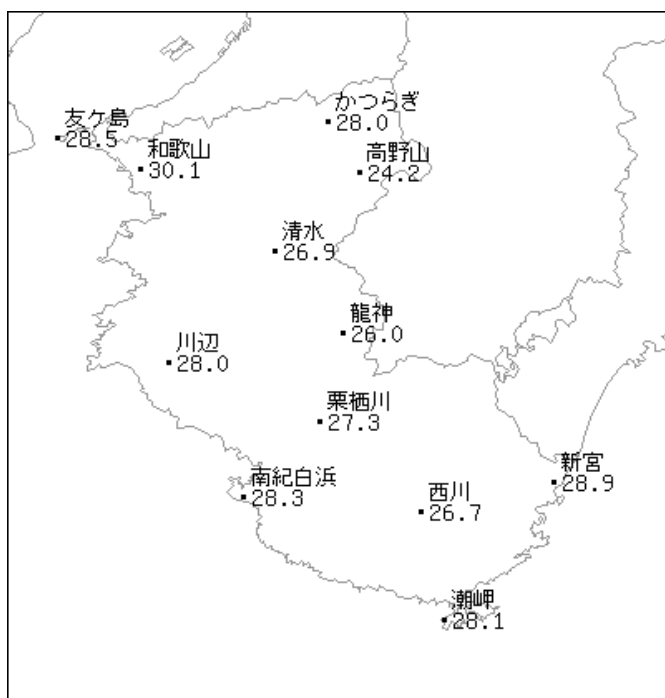 かつらぎ
28.0
友ケ島
28.5
和歌山
30.1
高野山
24.2
清水
26.9
龍神
26.0
川辺
28.0
栗栖川
27.3
新宮
28.9
南紀白浜
28.3
西川
26.7
潮岬
28.1